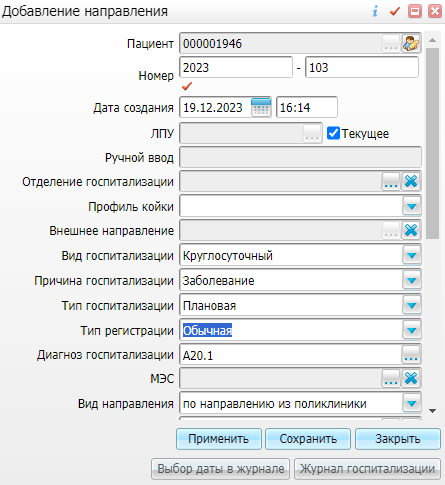 Добавление направления
Пациент 000001946 ...
Номер 2023 - 103
Дата создания 19.12.2023 16:14
ЛПУ ... Текущее
Ручной ввод
Отделение госпитализации ...
Профиль койки
Внешнее направление ...
Вид госпитализации Круглосуточный
Причина госпитализации Заболевание
Тип госпитализации Плановая
Тип регистрации Обычная
Диагноз госпитализации А20.1 ...
МЭС ...
Вид направления по направлению из поликлиники
Применить Сохранить Закрыть
Выбор даты в журнале Журнал госпитализации